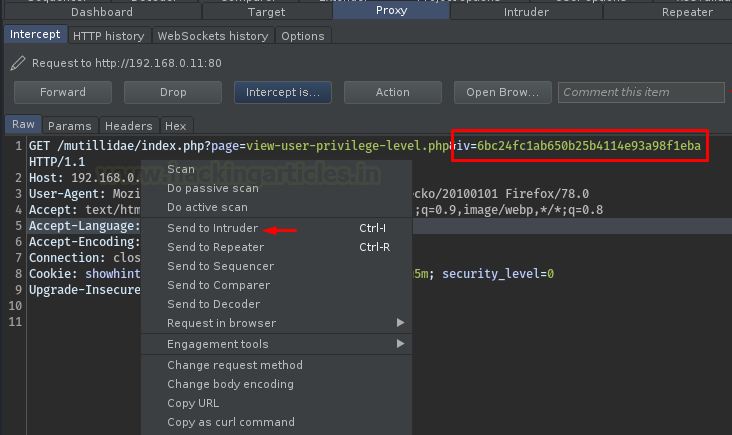 Dashboard Target Proxy Intruder Repeater
Intercept HTTP history WebSockets history Options
Request to http://192.168.0.11:80
Forward Drop Intercept is... Action Open Brow... Comment this item
Raw Params Headers Hex
1 GET /mutillidae/index.php?page=view-user-privilege-level.php&iv=6bc24fc1ab650b25b4114e93a98f1eba
HTTP/1.1
www.hackingarticles.in
2 Host: 192.168.0.
3 User-Agent: Mozi ecko/20100101 Firefox/78.0
4 Accept: text/htm ;q=0.9,image/webp,*/*;q=0.8
5 Accept-Language:
6 Accept-Encoding:
7 Connection: clos
8 Cookie: showhint 5m; security_level=0
9 Upgrade-Insecure
10
11
Scan
Do passive scan
Do active scan
Send to Intruder Ctrl-I
Send to Repeater Ctrl-R
Send to Sequencer
Send to Comparer
Send to Decoder
Request in browser
Engagement tools
Change request method
Change body encoding
Copy URL
Copy as curl command